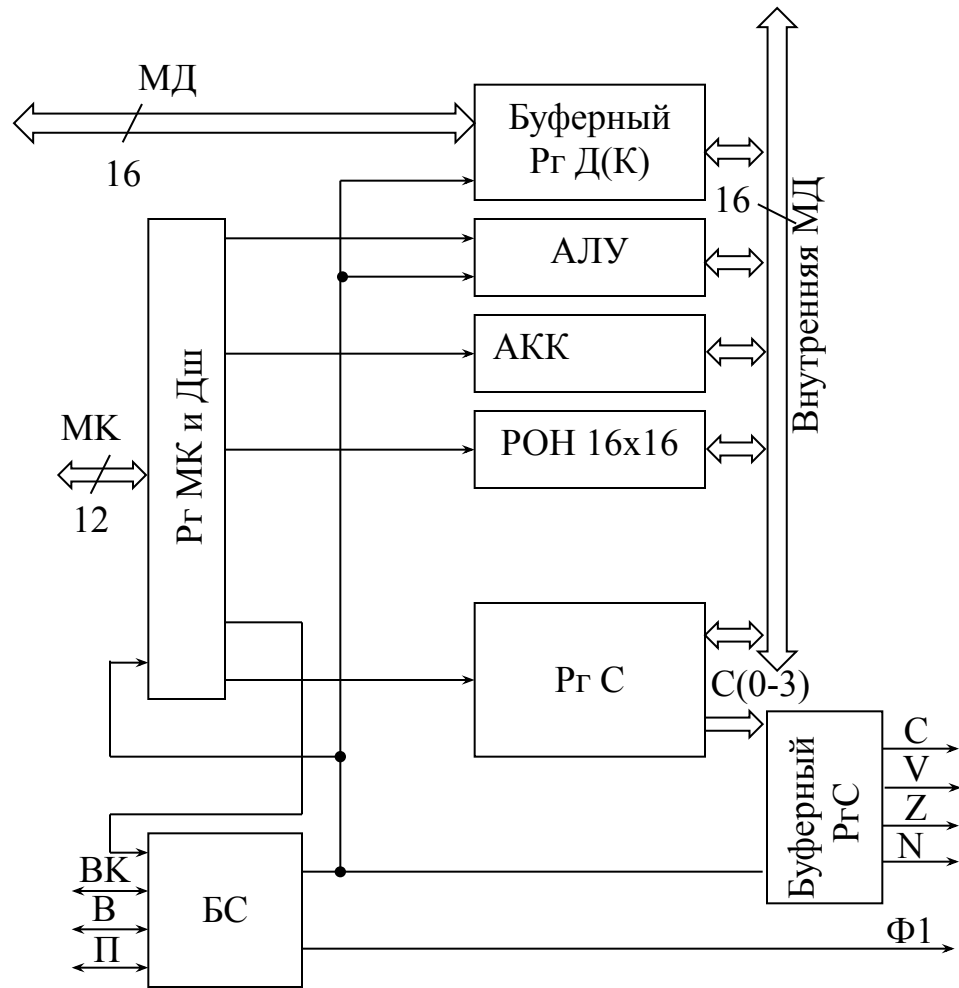 МД
16
Буферный
Рг Д(К)
16
АЛУ
АКК
РОН 16х16
Внутренняя МД
МК
12
Рг МК и Дш
Рг С
С(0-3)
Буферный
РгС
C
V
Z
N
ВК
В
П
БС
Ф1